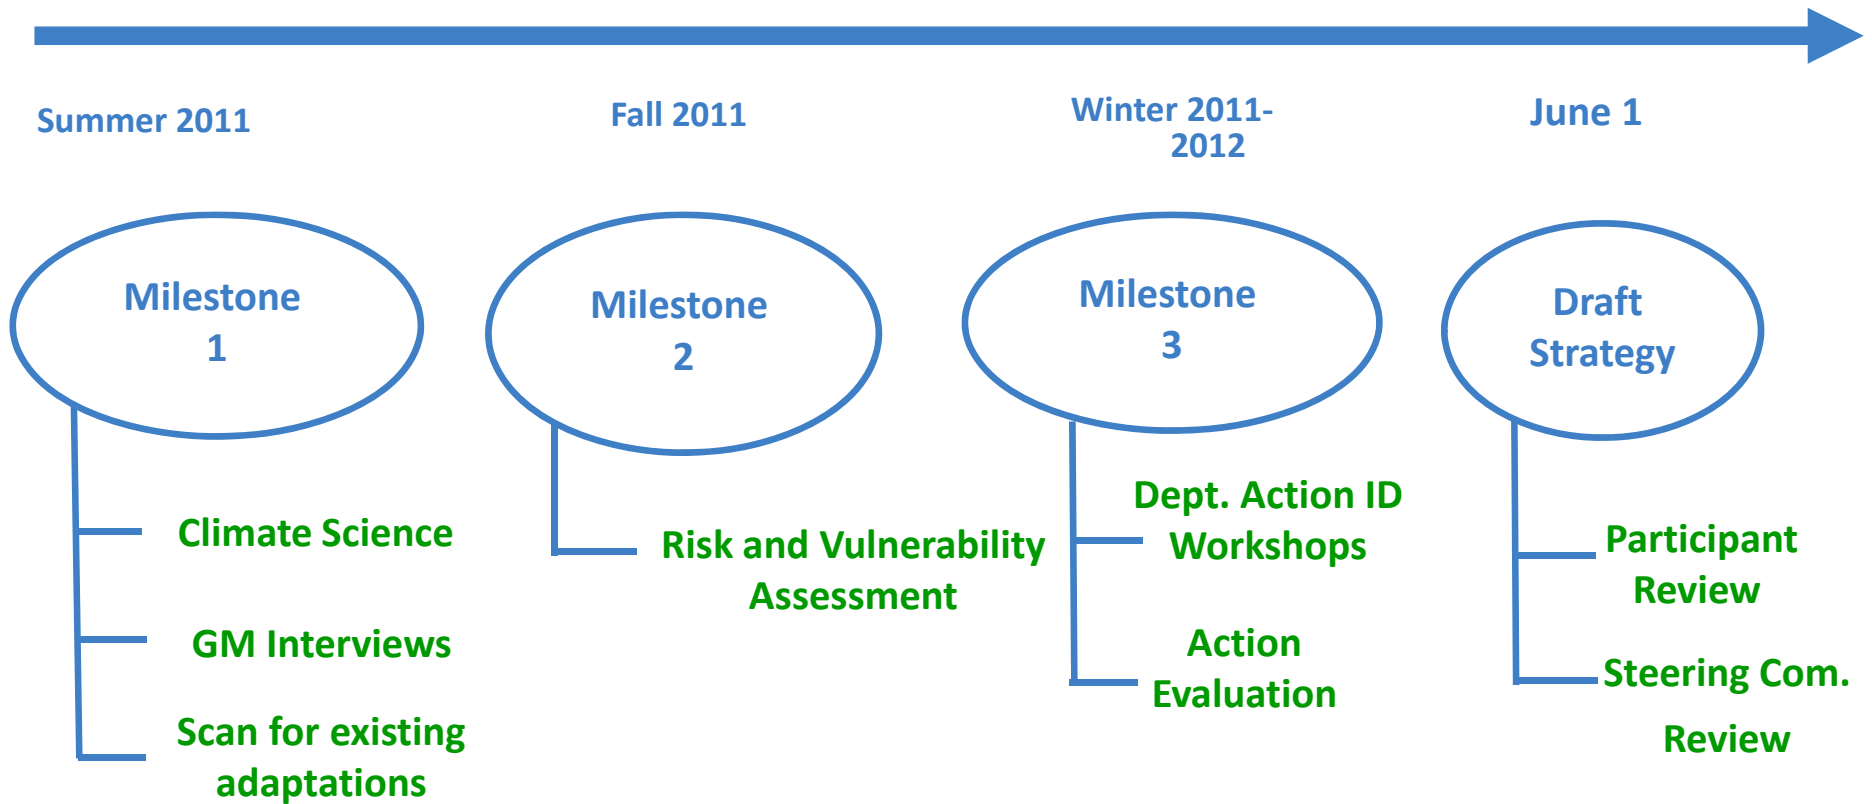 Summer 2011
Fall 2011
Winter 2011-
2012
June 1
Milestone
1
Milestone
2
Milestone
3
Draft
Strategy
Climate Science
GM Interviews
Scan for existing
adaptations
Risk and Vulnerability
Assessment
Dept. Action ID
Workshops
Action
Evaluation
Participant
Review
Steering Com.
Review